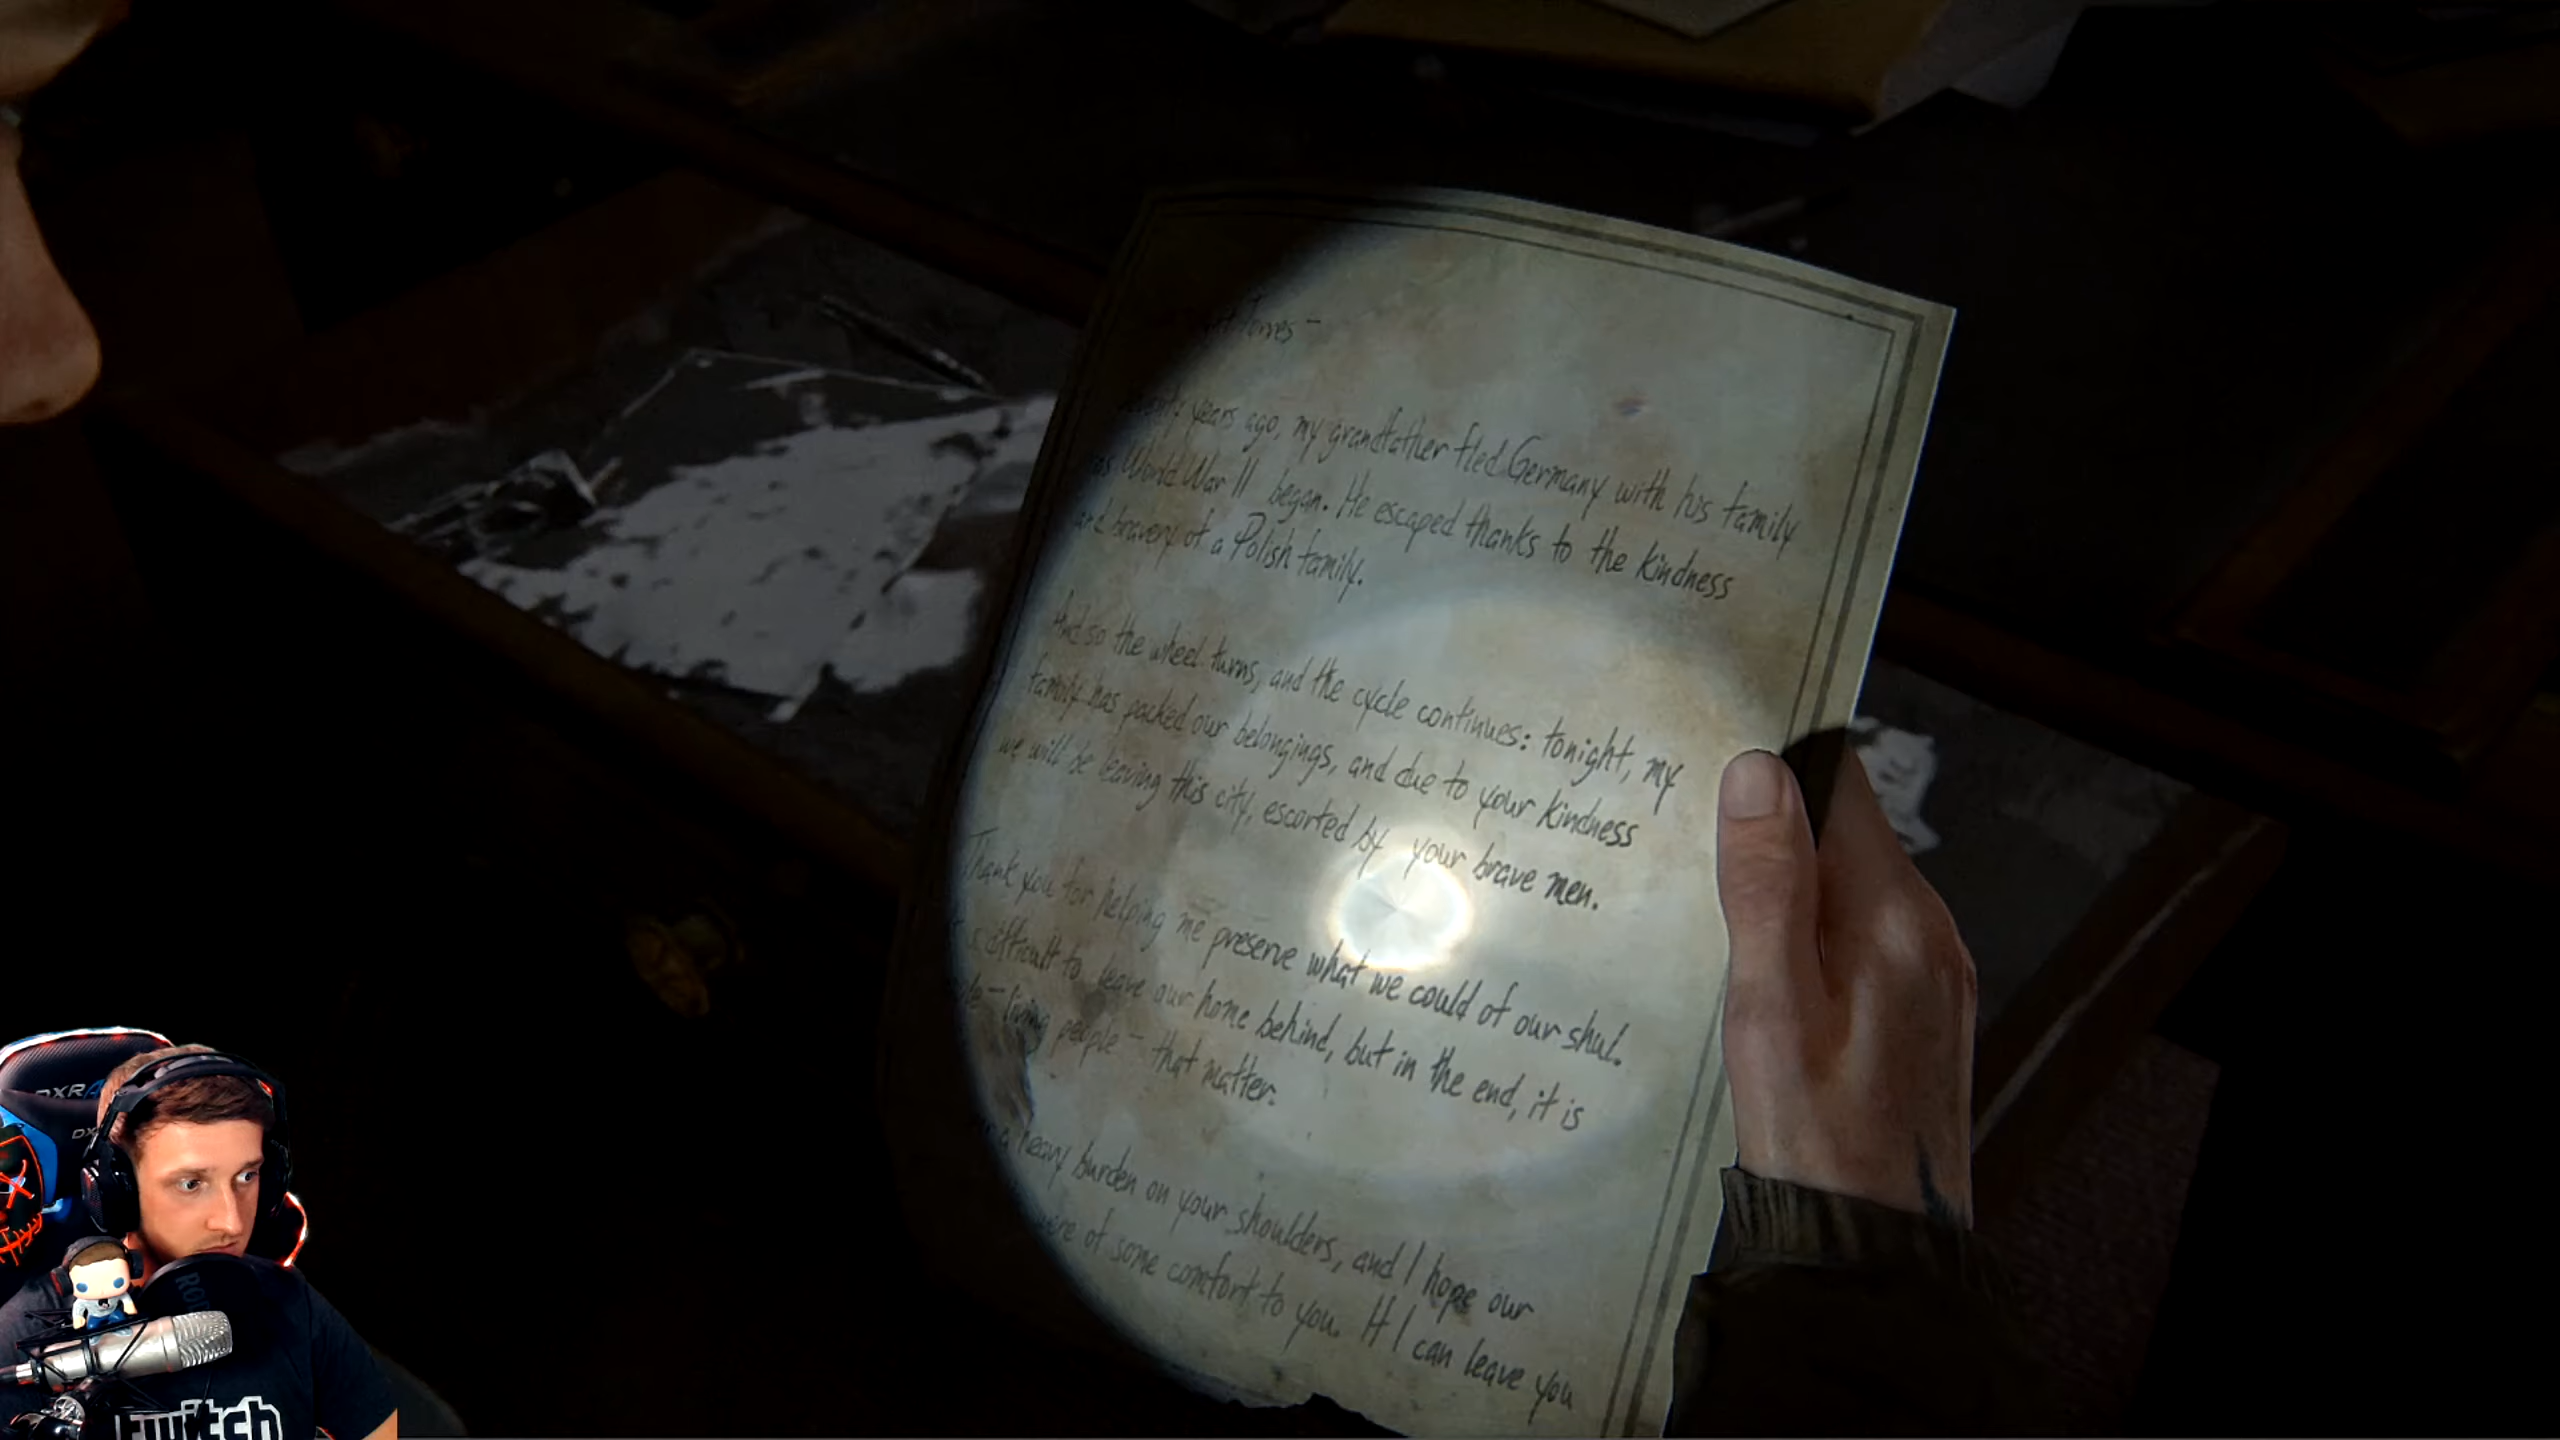 years ago, my grandfather fled Germany with his family
as World War II began. He escaped thanks to the kindness
and bravery of a Polish family.
And so the wheel turns, and the cycle continues: tonight, my
family has packed our belongings, and due to your kindness
we will be leaving this city, escorted by your brave men.
Thank you for helping me preserve what we could of our shul.
is difficult to leave our home behind, but in the end, it is
- living people - that matter.
a heavy burden on your shoulders, and I hope our
were of some comfort to you. If I can leave you
DXR
twitch